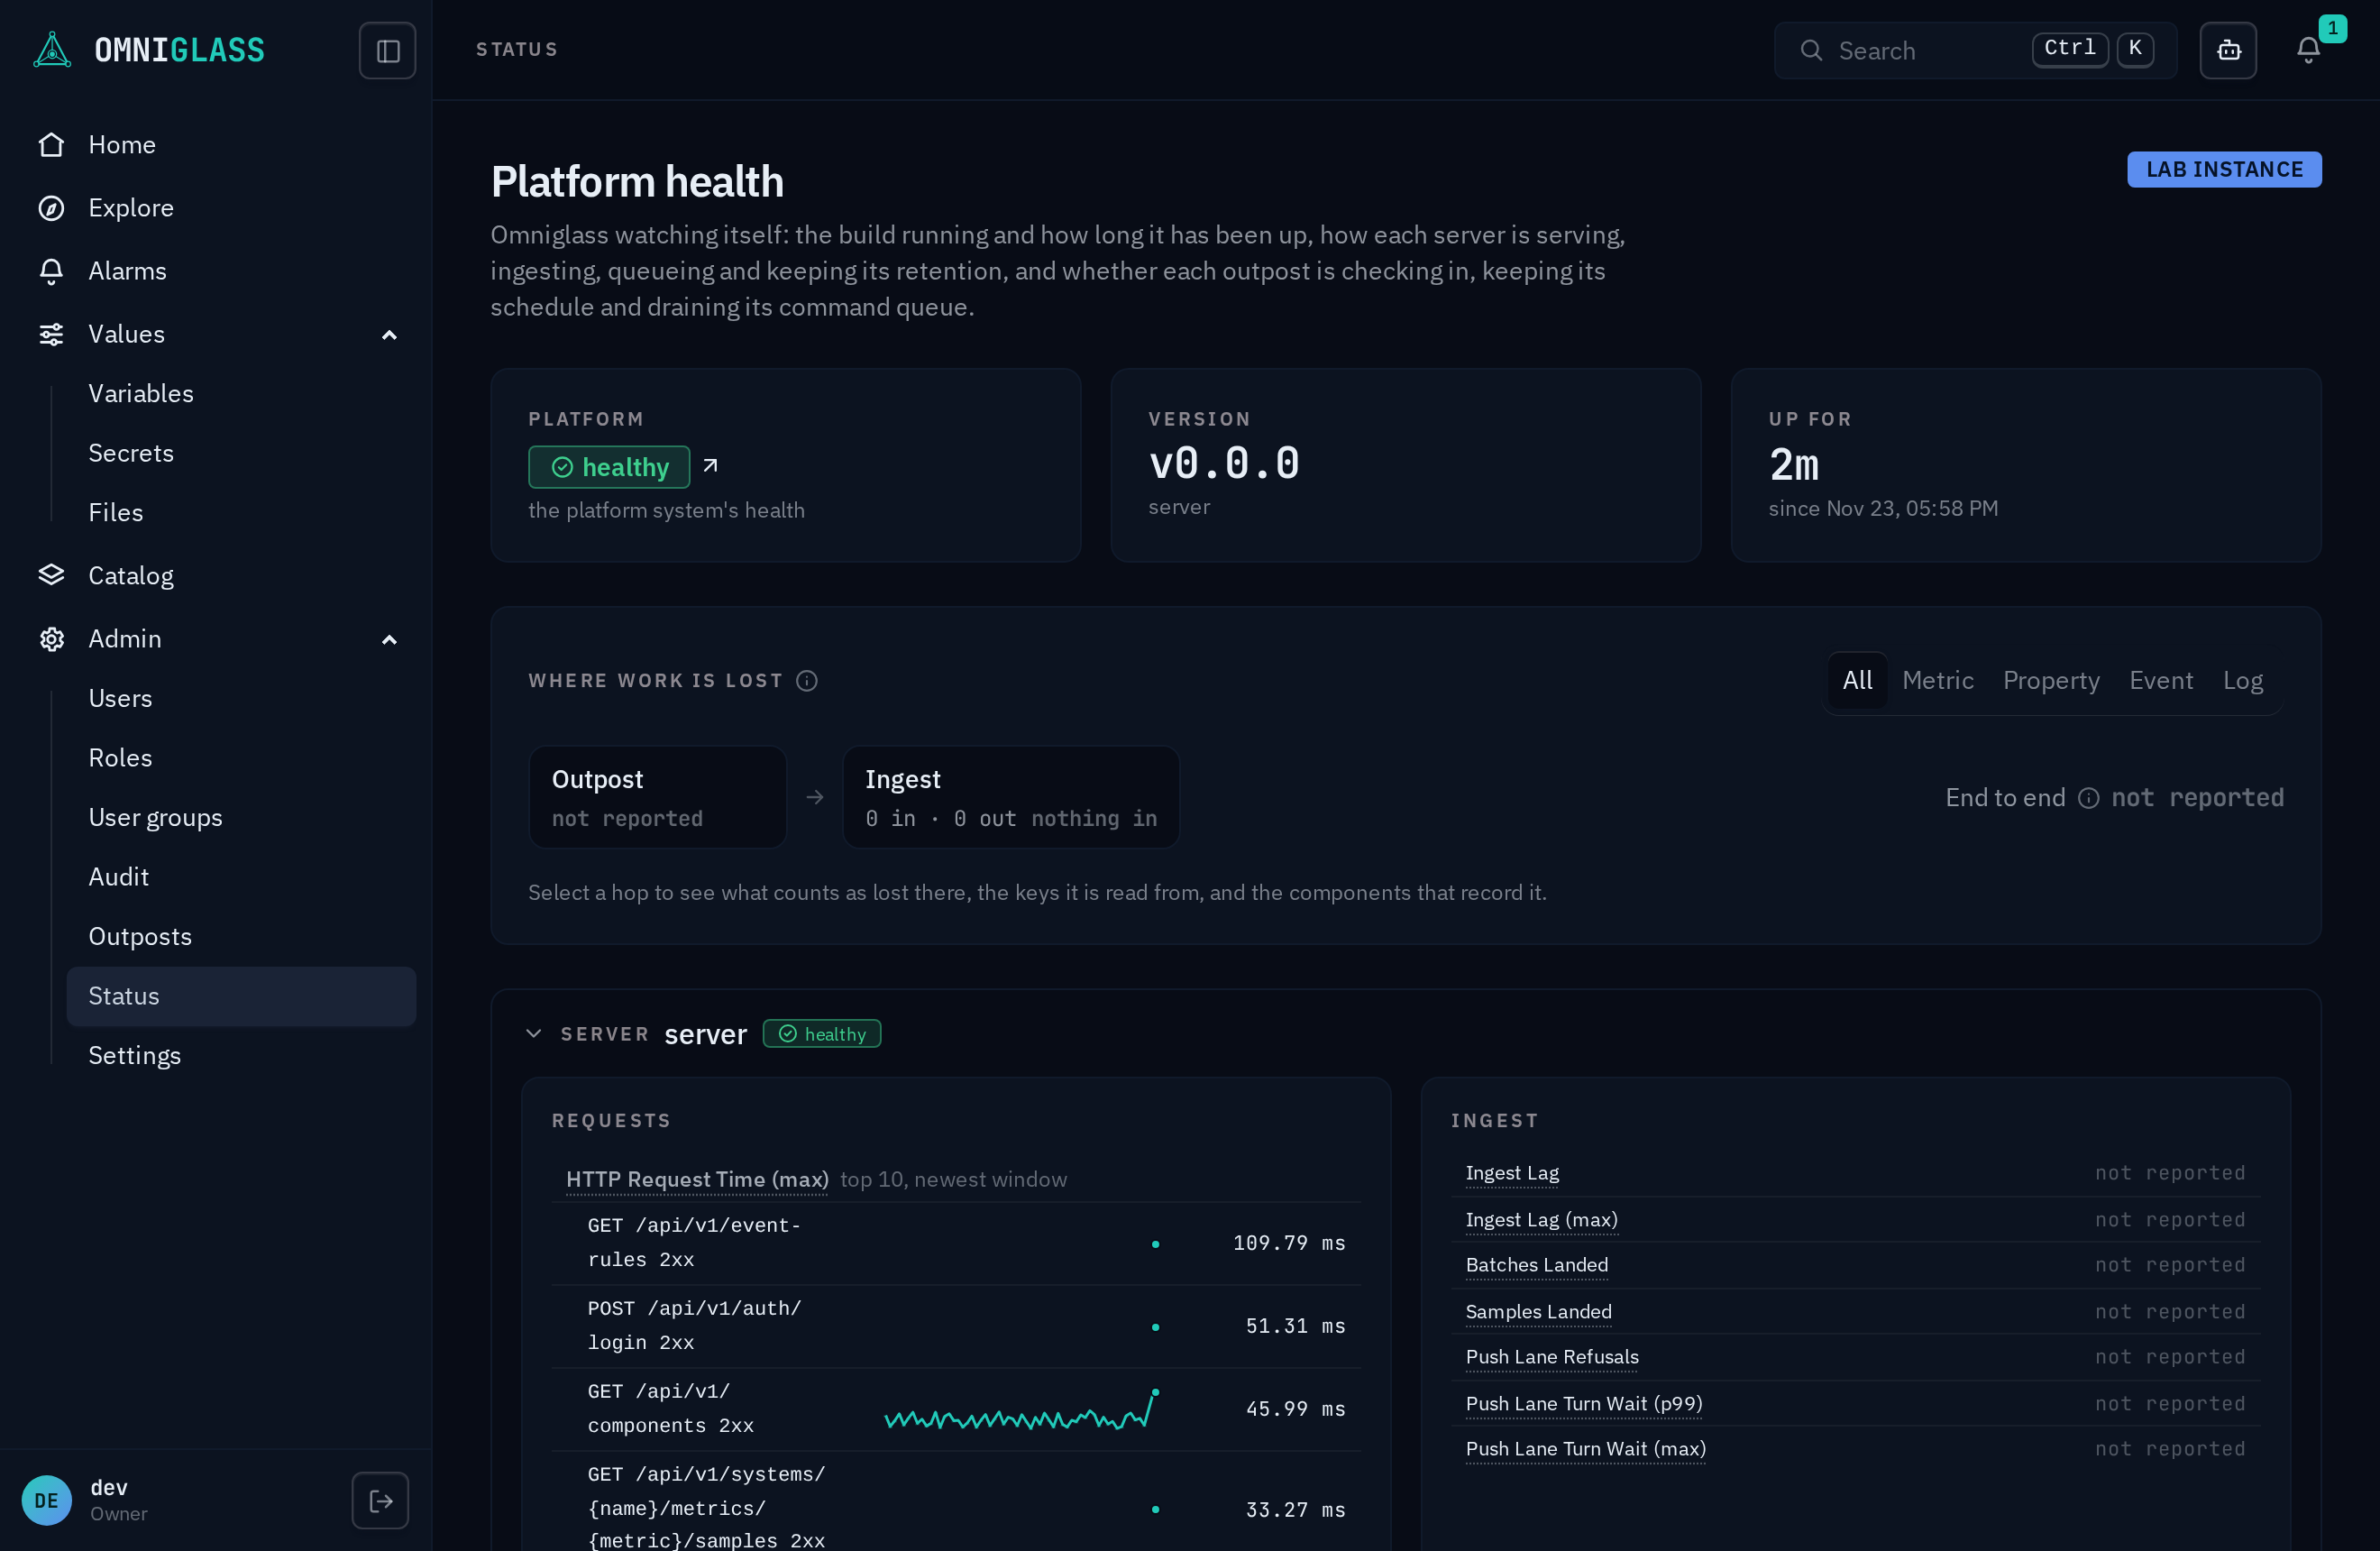 OMNIGLASS
STATUS
Search
Ctrl K
1
Home
Explore
Alarms
Values
Variables
Secrets
Files
Catalog
Admin
Users
Roles
User groups
Audit
Outposts
Status
Settings
DE
dev
Owner
Platform health
LAB INSTANCE
Omniglass watching itself: the build running and how long it has been up, how each server is serving,
ingesting, queueing and keeping its retention, and whether each outpost is checking in, keeping its
schedule and draining its command queue.
PLATFORM
healthy
the platform system's health
VERSION
v0.0.0
server
UP FOR
2m
since Nov 23, 05:58 PM
WHERE WORK IS LOST
All Metric Property Event Log
Outpost
not reported
Ingest
0 in · 0 out nothing in
End to end not reported
Select a hop to see what counts as lost there, the keys it is read from, and the components that record it.
SERVER server healthy
REQUESTS
HTTP Request Time (max) top 10, newest window
GET /api/v1/event-
rules 2xx
109.79 ms
POST /api/v1/auth/
login 2xx
51.31 ms
GET /api/v1/
components 2xx
45.99 ms
GET /api/v1/systems/
{name}/metrics/
{metric}/samples 2xx
33.27 ms
INGEST
Ingest Lag not reported
Ingest Lag (max) not reported
Batches Landed not reported
Samples Landed not reported
Push Lane Refusals not reported
Push Lane Turn Wait (p99) not reported
Push Lane Turn Wait (max) not reported